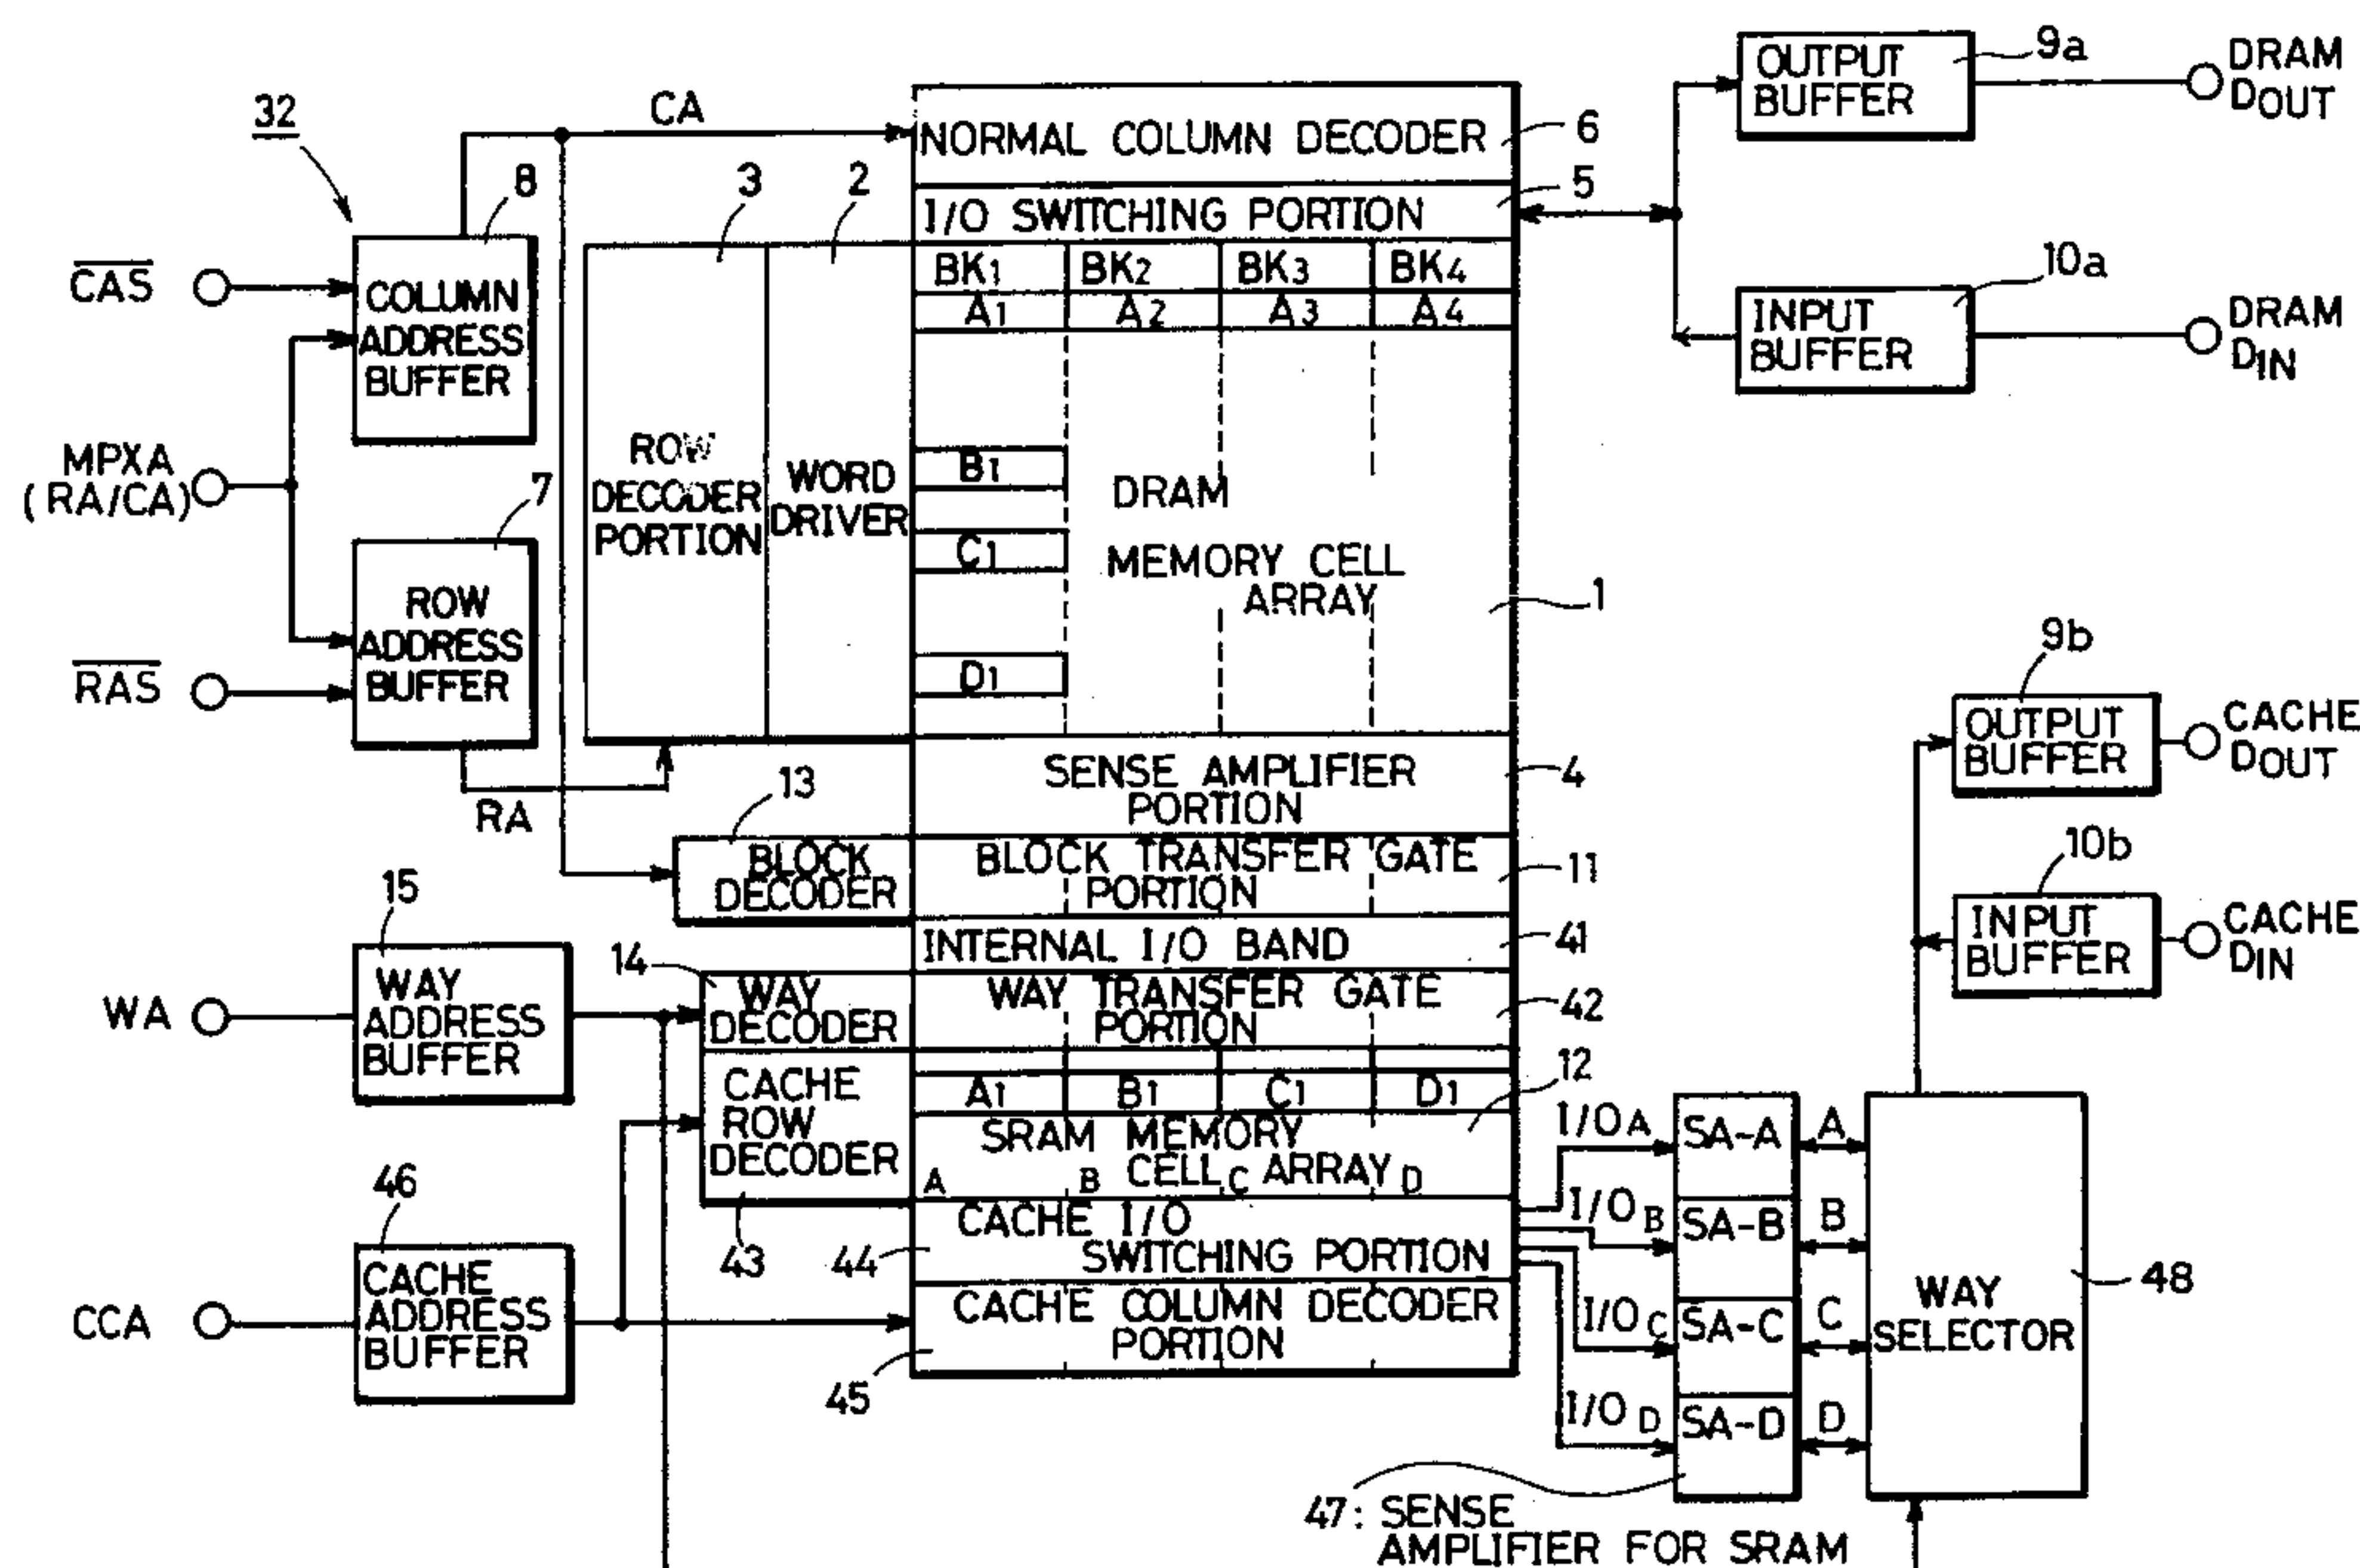 32
CA
NORMAL COLUMN DECODER
6
I/O SWITCHING PORTION
5
8
3
2
BK1
BK2
BK3
BK4
A1
A2
A3
A4
OUTPUT
BUFFER
9a
DRAM
DOUT
INPUT
BUFFER
10a
DRAM
DIN
CAS
COLUMN
ADDRESS
BUFFER
MPXA
(RA/CA)
7
ROW
ADDRESS
BUFFER
RAS
RA
ROW
DECODER
PORTION
WORD
DRIVER
B1
C1
D1
DRAM
MEMORY CELL
ARRAY
1
SENSE AMPLIFIER
PORTION
4
13
BLOCK
DECODER
BLOCK TRANSFER GATE
PORTION
11
INTERNAL I/O BAND
41
15
WA
WAY
ADDRESS
BUFFER
14
WAY
DECODER
WAY TRANSFER GATE
PORTION
42
CACHE
ROW
DECODER
43
A1
B1
C1
D1
12
SRAM MEMORY
CELL ARRAY
A
B
C
D
46
CCA
CACHE
ADDRESS
BUFFER
CACHE I/O
SWITCHING PORTION
44
CACHE COLUMN DECODER
PORTION
45
9b
OUTPUT
BUFFER
CACHE
DOUT
10b
INPUT
BUFFER
CACHE
DIN
I/OA
I/OB
I/OC
I/OD
SA-A
SA-B
SA-C
SA-D
A
B
C
D
WAY
SELECTOR
48
47: SENSE
AMPLIFIER FOR SRAM